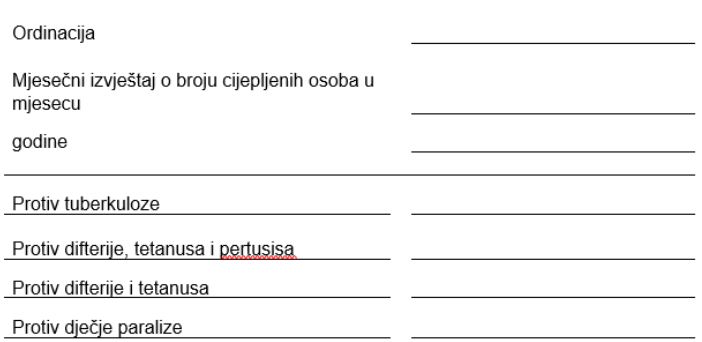 Ordinacija
Mjesečni izvještaj o broju cijepljenih osoba u
mjesecu
godine
Protiv tuberkuloze
Protiv difterije, tetanusa i pertusisa
Protiv difterije i tetanusa
Protiv dječje paralize